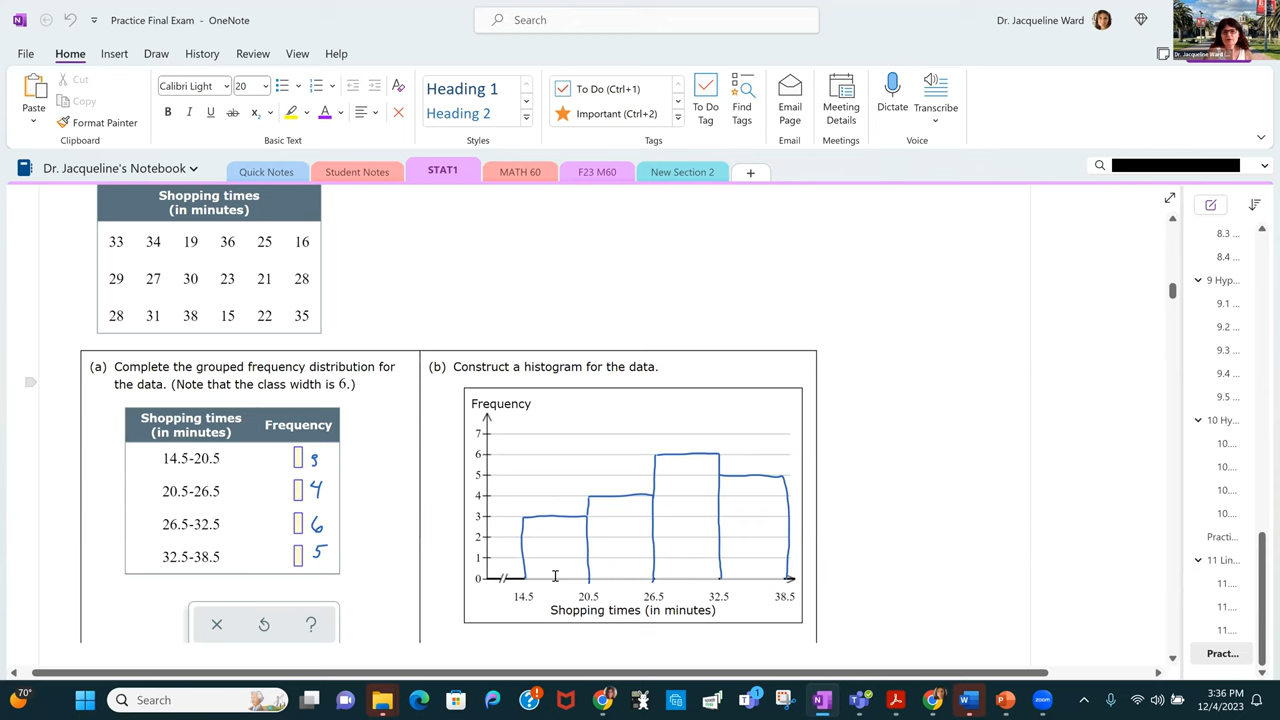 Practice Final Exam - OneNote
Search
Dr. Jacqueline Ward
Dr. Jacqueline Ward
File Home Insert Draw History Review View Help
Paste
Cut
Copy
Format Painter
Clipboard
Calibri Light 20
B I U ab x₂ A
Basic Text
Heading 1
Heading 2
Styles
To Do (Ctrl+1)
Important (Ctrl+2)
To Do Tag
Find Tags
Tags
Email Page
Email
Meeting Details
Meetings
Dictate
Transcribe
Voice
Dr. Jacqueline's Notebook
Quick Notes Student Notes STAT1 MATH 60 F23 M60 New Section 2 +
Shopping times
(in minutes)
33 34 19 36 25 16
29 27 30 23 21 28
28 31 38 15 22 35
(a) Complete the grouped frequency distribution for
the data. (Note that the class width is 6.)
Shopping times
(in minutes)
Frequency
14.5-20.5 3
20.5-26.5 4
26.5-32.5 6
32.5-38.5 5
(b) Construct a histogram for the data.
Frequency
7
6
5
4
3
2
1
0
14.5 20.5 26.5 32.5 38.5
Shopping times (in minutes)
8.3 ...
8.4 ...
9 Hyp...
9.1 ...
9.2 ...
9.3 ...
9.4 ...
9.5 ...
10 Hy...
10....
10....
10....
10....
Practi...
11 Lin...
11....
11....
11....
Pract...
70°
Search
3:36 PM
12/4/2023